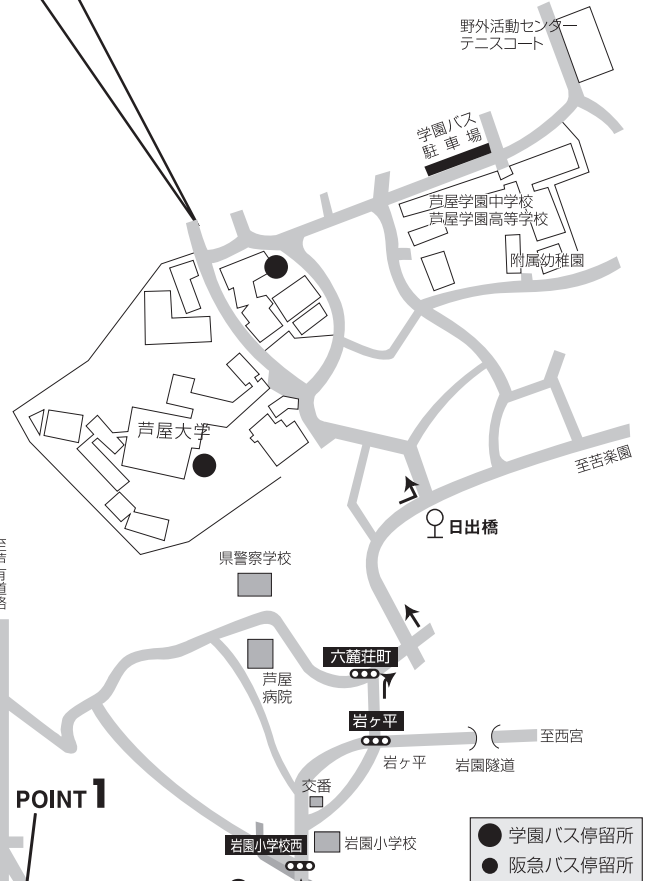 野外活動センター
テニスコート
学園バス
駐車場
芦屋学園中学校
芦屋学園高等学校
附属幼稚園
芦屋大学
至苦楽園
日出橋
県警察学校
六麓荘町
芦屋
病院
岩ヶ平
至西宮
岩ヶ平
岩園隧道
POINT 1
交番
岩園小学校西
岩園小学校
学園バス停留所
阪急バス停留所